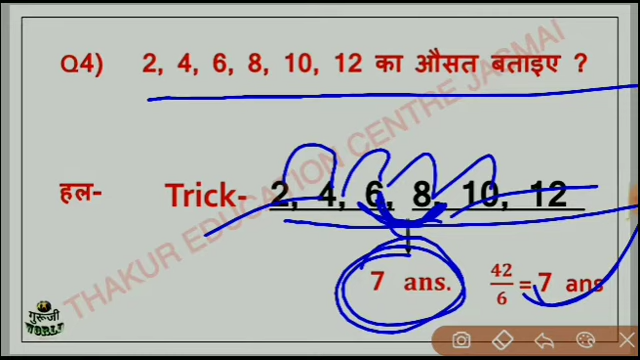 Q4) 2, 4, 6, 8, 10, 12 का औसत बताइए ?
हल- Trick- 2, 4, 6, 8, 10, 12
7 ans. 42/6 = 7 ans
THAKUR EDUCATION CENTRE JASMAI
गुरूजी
WORLD